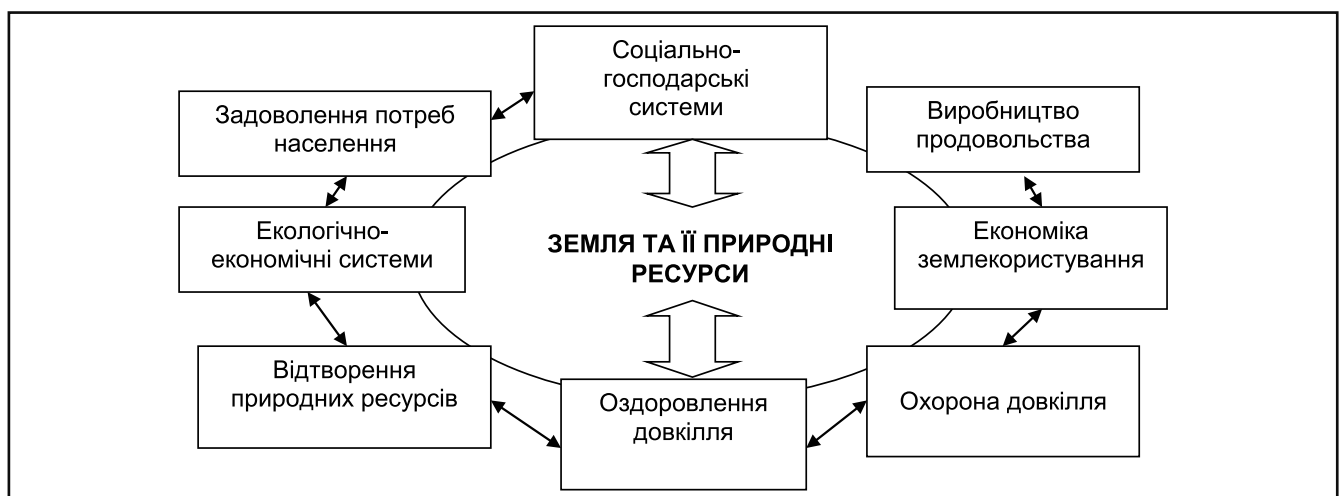 Соціально-
господарські
системи
Задоволення потреб
населення
Виробництво
продовольства
Екологічно-
економічні системи
ЗЕМЛЯ ТА ЇЇ ПРИРОДНІ
РЕСУРСИ
Економіка
землекористування
Відтворення
природних ресурсів
Оздоровлення
довкілля
Охорона довкілля